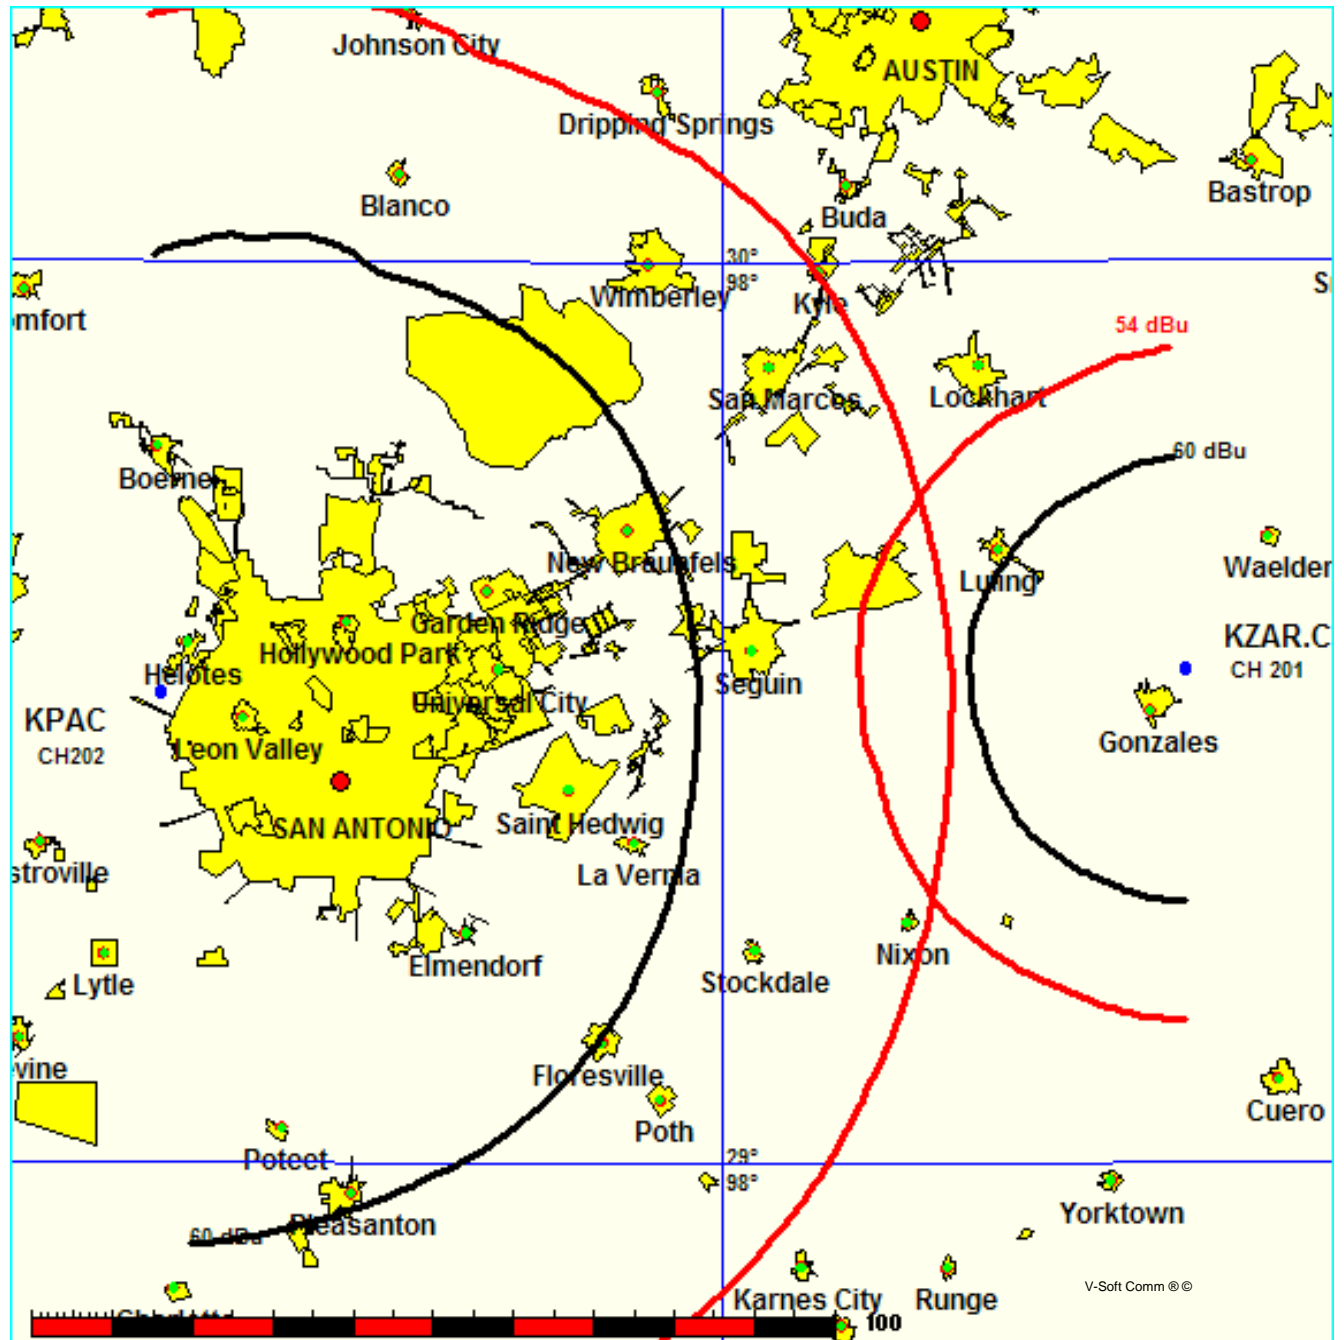 Johnson City
AUSTIN
Dripping Springs
Bastrop
Blanco
Buda
30°
98°
Wimberley
Kyle
S
omfort
54 dBu
San Marcos
Lockhart
60 dBu
Boerne
New Braunfels
Luling
Waelder
Garden Ridge
KZAR.C
Hollywood Park
CH 201
Helotes
Seguin
Universal City
KPAC
Gonzales
Leon Valley
CH202
SAN ANTONIO
Saint Hedwig
stroville
La Vernia
Nixon
Elmendorf
Stockdale
Lytle
vine
Floresville
Cuero
Poth
Poteet
29°
98°
Yorktown
Pleasanton
60 dBu
V-Soft Comm ® ©
Karnes City
Runge
100